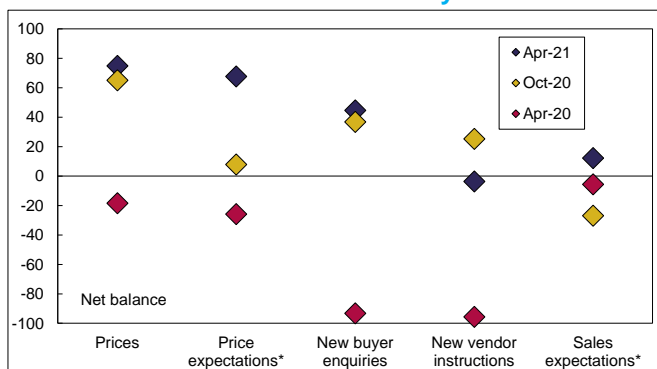 100
80
60
40
20
0
-20
-40
-60
-80
-100
Apr-21
Oct-20
Apr-20
Net balance
Prices
Price
expectations*
New buyer
enquiries
New vendor
instructions
Sales
expectations*